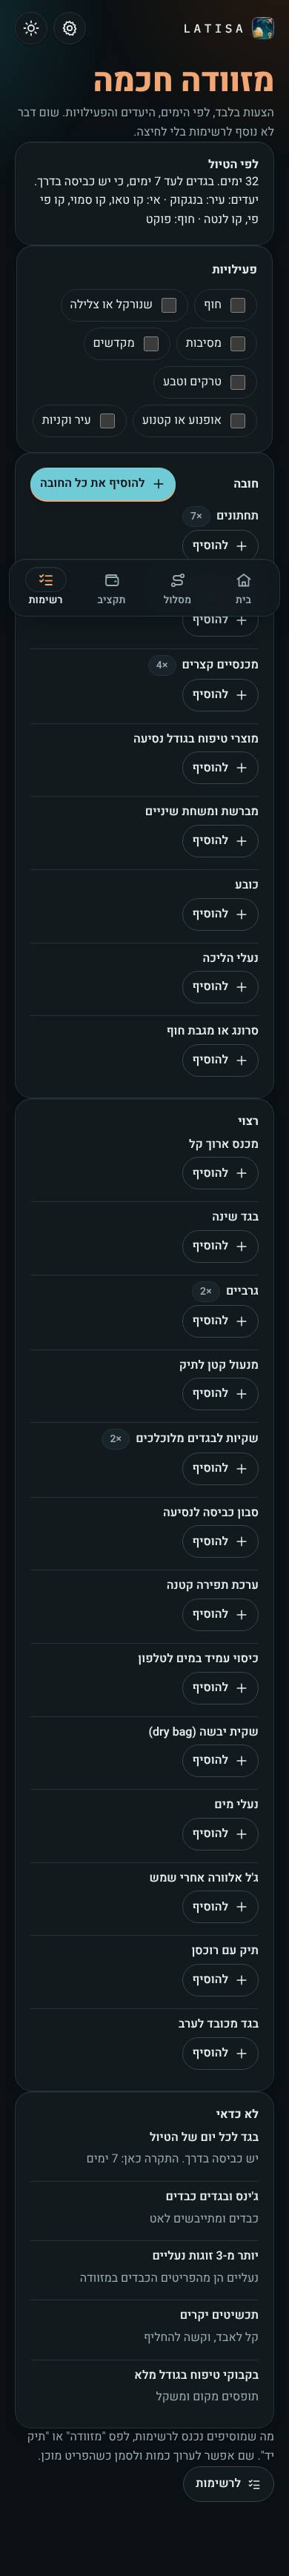 LATISA
מזוודה חכמה
הצעות בלבד, לפי הימים, היעדים והפעילויות. שום דבר
לא נוסף לרשימות בלי לחיצה.
לפי הטיול
32 ימים. בגדים לעד 7 ימים, כי יש כביסה בדרך.
יעדים: עיר: בנגקוק · אי: קו טאו, קו סמוי, קו פי
פי, קו לנטה · חוף: פוקט
פעילויות
חוף
שנורקל או צלילה
מסיבות
מקדשים
טרקים וטבע
אופנוע או קטנוע
עיר וקניות
חובה
להוסיף את כל החובה
תחתונים ×7
להוסיף
בית
מסלול
תקציב
רשימות
להוסיף
מכנסיים קצרים ×4
להוסיף
מוצרי טיפוח בגודל נסיעה
להוסיף
מברשת ומשחת שיניים
להוסיף
כובע
להוסיף
נעלי הליכה
להוסיף
סרונג או מגבת חוף
להוסיף
רצוי
מכנס ארוך קל
להוסיף
בגד שינה
להוסיף
גרביים ×2
להוסיף
מנעול קטן לתיק
להוסיף
שקיות לבגדים מלוכלכים ×2
להוסיף
סבון כביסה לנסיעה
להוסיף
ערכת תפירה קטנה
להוסיף
כיסוי עמיד במים לטלפון
להוסיף
שקית יבשה (dry bag)
להוסיף
נעלי מים
להוסיף
ג'ל אלוורה אחרי שמש
להוסיף
תיק עם רוכסן
להוסיף
בגד מכובד לערב
להוסיף
לא כדאי
בגד לכל יום של הטיול
יש כביסה בדרך. התקרה כאן: 7 ימים
ג'ינס ובגדים כבדים
כבדים ומתייבשים לאט
יותר מ-3 זוגות נעליים
נעליים הן מהפריטים הכבדים במזוודה
תכשיטים יקרים
קל לאבד, וקשה להחליף
בקבוקי טיפוח בגודל מלא
תופסים מקום ומשקל
מה שמוסיפים נכנס לרשימות, לפס "מזוודה" או "תיק
יד". שם אפשר לערוך כמות ולסמן כשהפריט מוכן.
לרשימות